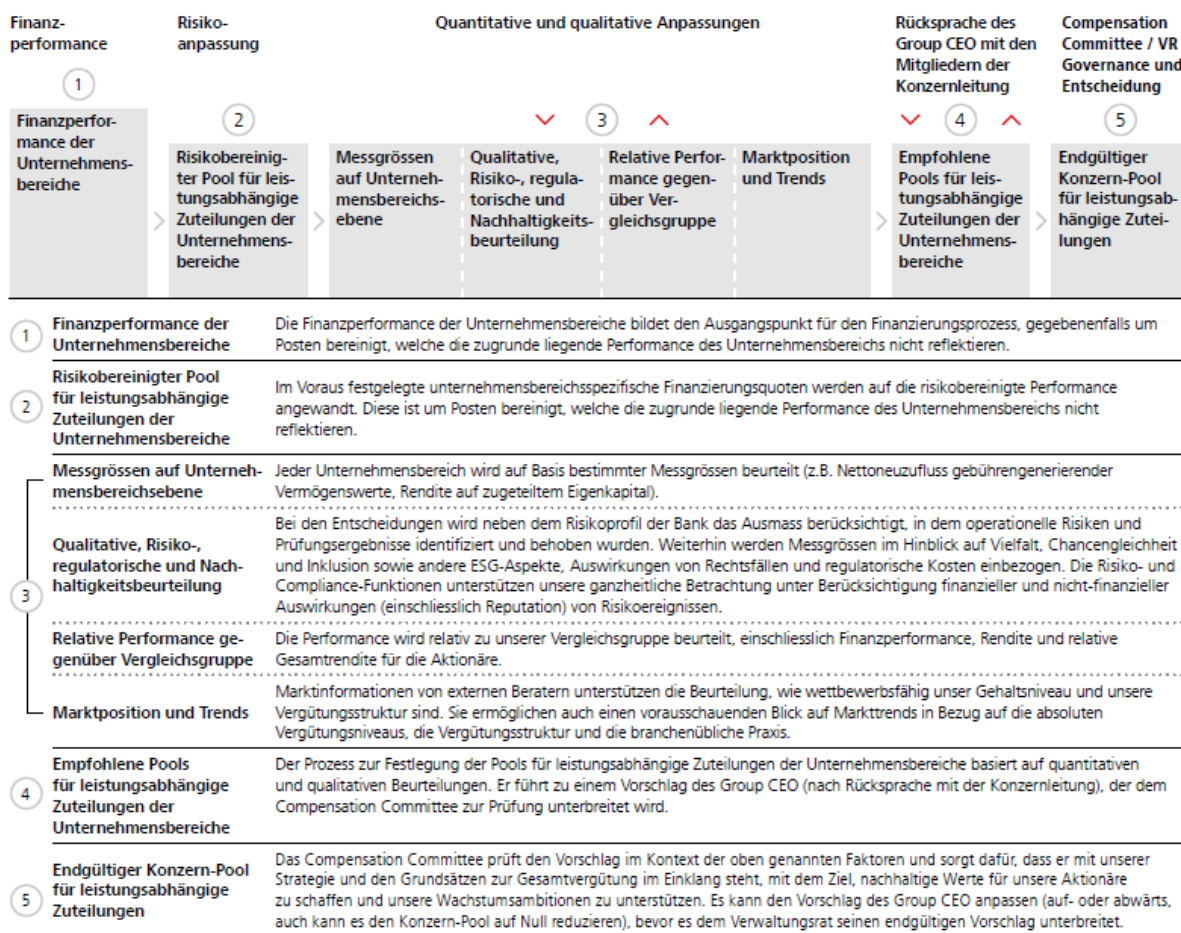 Finanz-
performance
Risiko-
anpassung
Quantitative und qualitative Anpassungen
Rücksprache des
Group CEO mit den
Mitgliedern der
Konzernleitung
Compensation
Committee / VR
Governance und
Entscheidung
1
2
3
4
5
Finanzperfor-
mance der
Unternehmens-
bereiche
Risikobereinig-
ter Pool für leis-
tungsabhängige
Zuteilungen der
Unternehmens-
bereiche
Messgrössen
auf Unterneh-
mensbereichs-
ebene
Qualitative,
Risiko-, regula-
torische und
Nachhaltigkeits-
beurteilung
Relative Perfor-
mance gegen-
über Ver-
gleichsgruppe
Marktposition
und Trends
Empfohlene
Pools für leis-
tungsabhängige
Zuteilungen der
Unternehmens-
bereiche
Endgültiger
Konzern-Pool
für leistungsab-
hängige Zutei-
lungen
1
Finanzperformance der
Unternehmensbereiche
Die Finanzperformance der Unternehmensbereiche bildet den Ausgangspunkt für den Finanzierungsprozess, gegebenenfalls um
Posten bereinigt, welche die zugrunde liegende Performance des Unternehmensbereichs nicht reflektieren.
2
Risikobereinigter Pool
für leistungsabhängige
Zuteilungen der
Unternehmensbereiche
Im Voraus festgelegte unternehmensbereichsspezifische Finanzierungsquoten werden auf die risikobereinigte Performance
angewandt. Diese ist um Posten bereinigt, welche die zugrunde liegende Performance des Unternehmensbereichs nicht
reflektieren.
3
Messgrössen auf Unterneh-
mensbereichsebene
Jeder Unternehmensbereich wird auf Basis bestimmter Messgrössen beurteilt (z.B. Nettoneuzufluss gebührengenerierender
Vermögenswerte, Rendite auf zugeteiltem Eigenkapital).
Qualitative, Risiko-,
regulatorische und Nach-
haltigkeitsbeurteilung
Bei den Entscheidungen wird neben dem Risikoprofil der Bank das Ausmass berücksichtigt, in dem operationelle Risiken und
Prüfungsergebnisse identifiziert und behoben wurden. Weiterhin werden Messgrössen im Hinblick auf Vielfalt, Chancengleichheit
und Inklusion sowie andere ESG-Aspekte, Auswirkungen von Rechtsfällen und regulatorische Kosten einbezogen. Die Risiko- und
Compliance-Funktionen unterstützen unsere ganzheitliche Betrachtung unter Berücksichtigung finanzieller und nicht-finanzieller
Auswirkungen (einschliesslich Reputation) von Risikoereignissen.
Relative Performance ge-
genüber Vergleichsgruppe
Die Performance wird relativ zu unserer Vergleichsgruppe beurteilt, einschliesslich Finanzperformance, Rendite und relative
Gesamtrendite für die Aktionäre.
Marktposition und Trends
Marktinformationen von externen Beratern unterstützen die Beurteilung, wie wettbewerbsfähig unser Gehaltsniveau und unsere
Vergütungsstruktur sind. Sie ermöglichen auch einen vorausschauenden Blick auf Markttrends in Bezug auf die absoluten
Vergütungsniveaus, die Vergütungsstruktur und die branchenübliche Praxis.
4
Empfohlene Pools
für leistungsabhängige
Zuteilungen der
Unternehmensbereiche
Der Prozess zur Festlegung der Pools für leistungsabhängige Zuteilungen der Unternehmensbereiche basiert auf quantitativen
und qualitativen Beurteilungen. Er führt zu einem Vorschlag des Group CEO (nach Rücksprache mit der Konzernleitung), der dem
Compensation Committee zur Prüfung unterbreitet wird.
5
Endgültiger Konzern-Pool
für leistungsabhängige
Zuteilungen
Das Compensation Committee prüft den Vorschlag im Kontext der oben genannten Faktoren und sorgt dafür, dass er mit unserer
Strategie und den Grundsätzen zur Gesamtvergütung im Einklang steht, mit dem Ziel, nachhaltige Werte für unsere Aktionäre
zu schaffen und unsere Wachstumsambitionen zu unterstützen. Es kann den Vorschlag des Group CEO anpassen (auf- oder abwärts,
auch kann es den Konzern-Pool auf Null reduzieren), bevor es dem Verwaltungsrat seinen endgültigen Vorschlag unterbreitet.